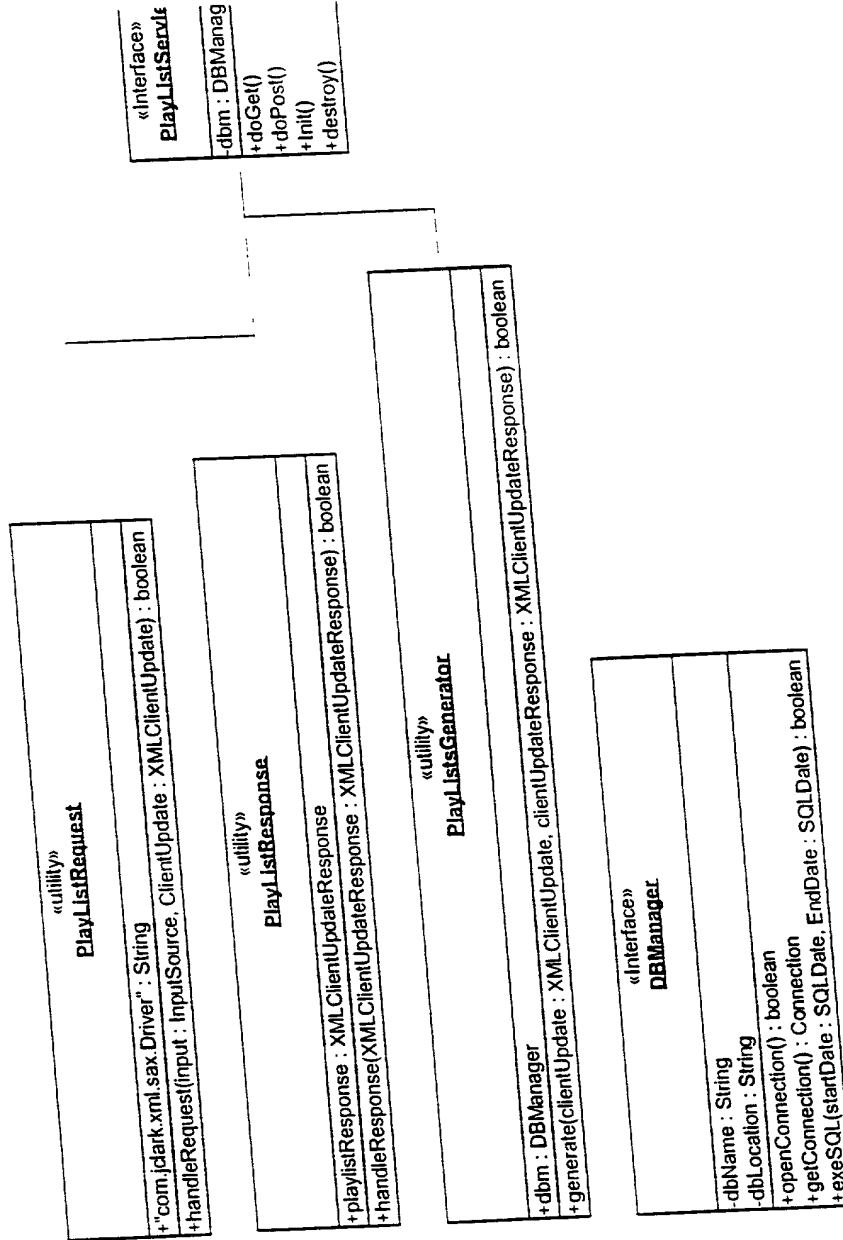 «utility»
PlayListRequest
+"com.jclark.xml.sax.Driver" : String
+handleRequest(input : InputSource, ClientUpdate : XMLClientUpdate) : boolean
«utility»
PlayListResponse
+playlistResponse : XMLClientUpdateResponse
+handleResponse(XMLClientUpdateResponse : XMLClientUpdateResponse) : boolean
«utility»
PlayListsGenerator
+dbm : DBManager
+generate(clientUpdate : XMLClientUpdate, clientUpdateResponse : XMLClientUpdateResponse) : boolean
«Interface»
DBManager
-dbName : String
-dbLocation : String
+openConnection() : boolean
+getConnection() : Connection
+exeSQL(startDate : SQLDate, EndDate : SQLDate) : boolean
«Interface»
PlayListServle
-dbm : DBManag
+doGet()
+doPost()
+Init()
+destroy()